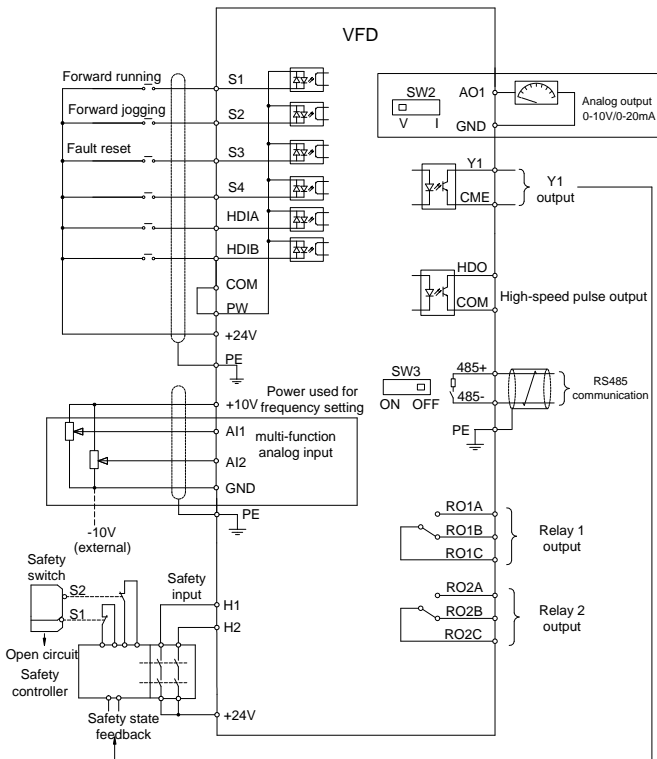 VFD
Forward running
S1
Forward jogging
S2
Fault reset
S3
S4
HDIA
HDIB
COM
PW
+24V
PE
SW2
V I
AO1
GND
Analog output
0-10V/0-20mA
Y1
CME
Y1
output
HDO
COM
High-speed pulse output
SW3
ON OFF
485+
485-
PE
RS485
communication
Power used for
frequency setting
+10V
AI1
multi-function
analog input
AI2
GND
PE
-10V
(external)
RO1A
RO1B
RO1C
Relay 1
output
RO2A
RO2B
RO2C
Relay 2
output
Safety
switch
S2
S1
Open circuit
Safety
controller
Safety
input
H1
H2
+24V
Safety state
feedback